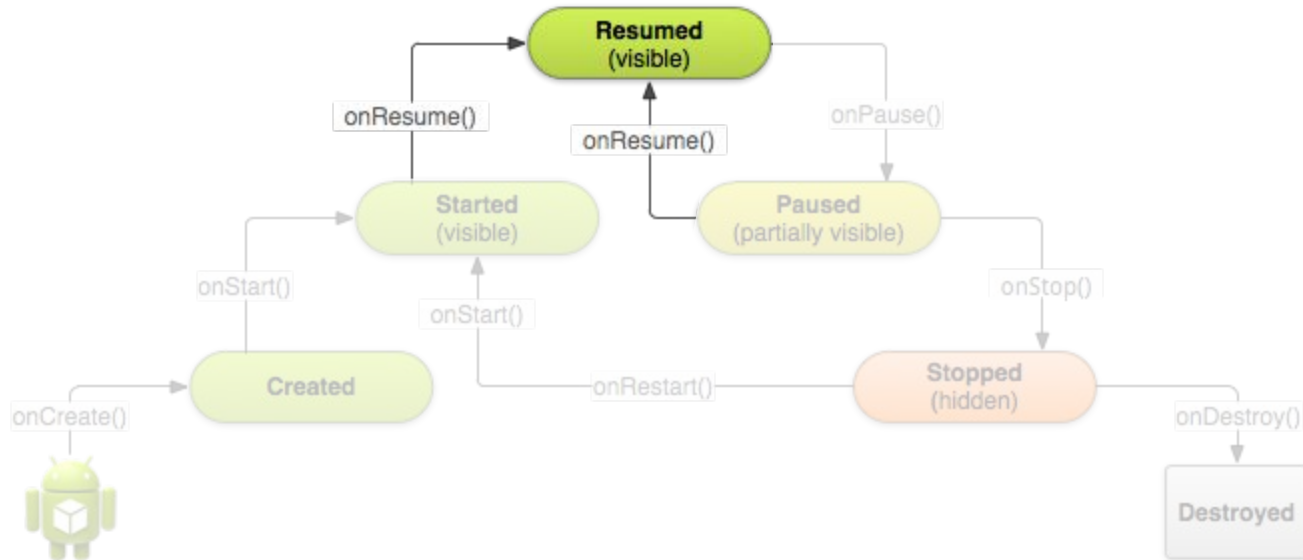 Resumed
(visible)
onResume()
onResume()
onPause()
Started
(visible)
Paused
(partially visible)
onStart()
onStart()
onStop()
Created
onRestart()
Stopped
(hidden)
onCreate()
onDestroy()
Destroyed